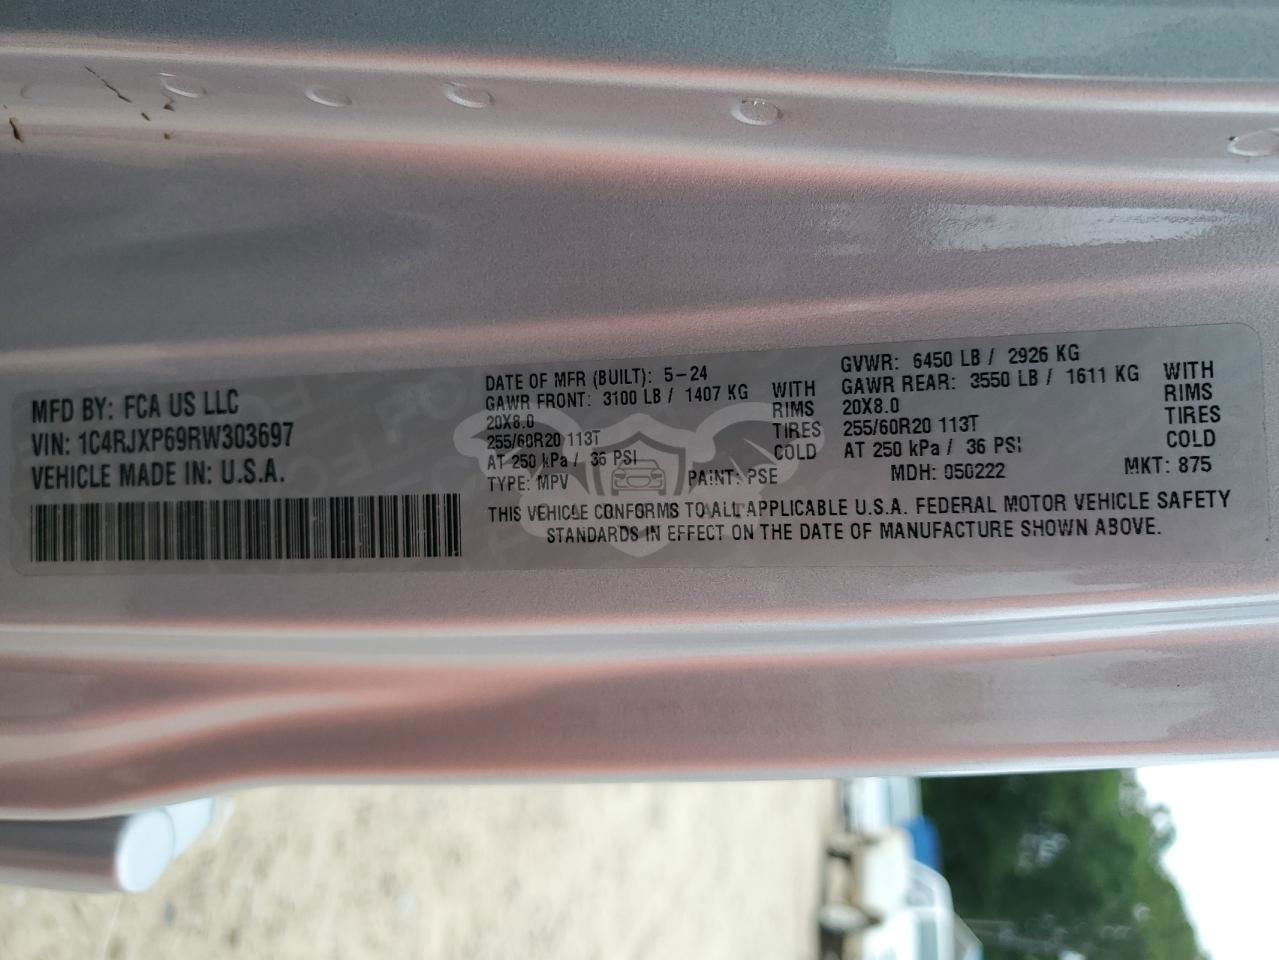 MFD BY: FCA US LLC
VIN: 1C4RJXP69RW303697
VEHICLE MADE IN: U.S.A.
DATE OF MFR (BUILT): 5-24
GAWR FRONT: 3100 LB / 1407 KG WITH
20X8.0 RIMS
255/60R20 113T TIRES
AT 250 kPa / 36 PSI COLD
TYPE: MPV PAINT: PSE
GVWR: 6450 LB / 2926 KG
GAWR REAR: 3550 LB / 1611 KG WITH
20X8.0 RIMS
255/60R20 113T TIRES
AT 250 kPa / 36 PSI COLD
MDH: 050222 MKT: 875
THIS VEHICLE CONFORMS TO ALL APPLICABLE U.S.A. FEDERAL MOTOR VEHICLE SAFETY
STANDARDS IN EFFECT ON THE DATE OF MANUFACTURE SHOWN ABOVE.